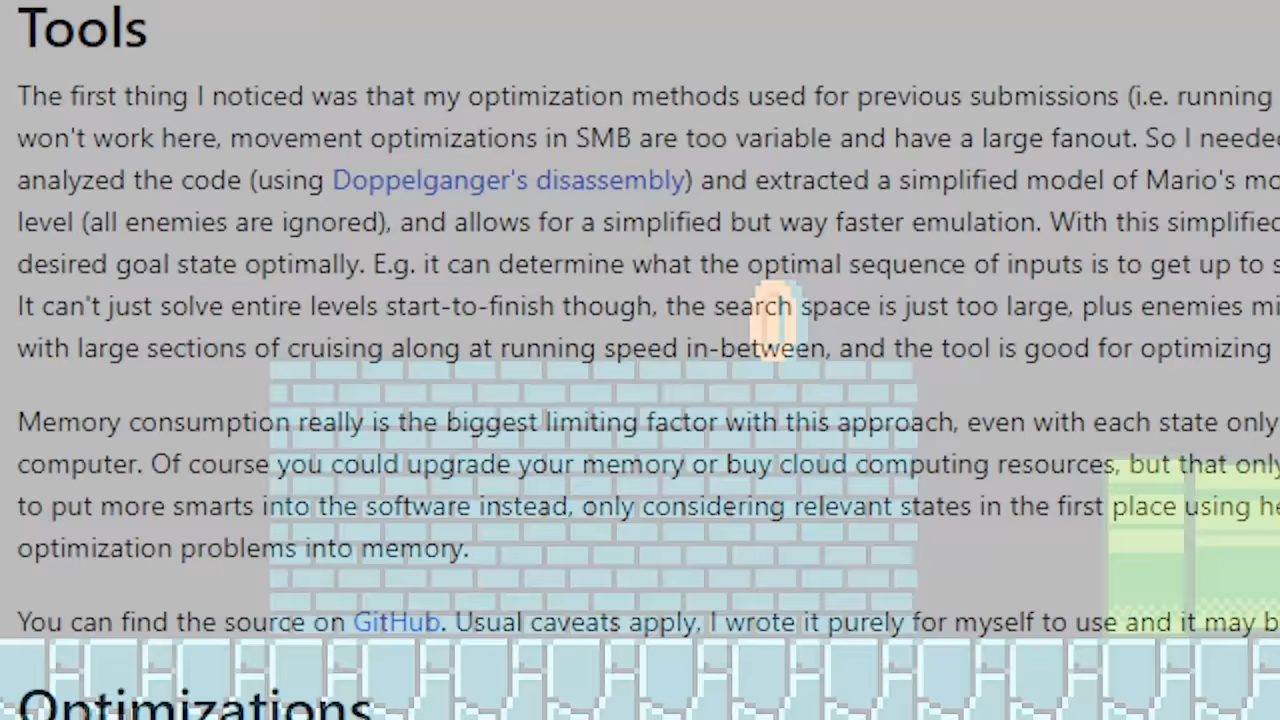 Tools
The first thing I noticed was that my optimization methods used for previous submissions (i.e. running
won't work here, movement optimizations in SMB are too variable and have a large fanout. So I neede
analyzed the code (using Doppelganger's disassembly) and extracted a simplified model of Mario's mo
level (all enemies are ignored), and allows for a simplified but way faster emulation. With this simplified
desired goal state optimally. E.g. it can determine what the optimal sequence of inputs is to get up to s
It can't just solve entire levels start-to-finish though, the search space is just too large, plus enemies mi
with large sections of cruising along at running speed in-between, and the tool is good for optimizing
Memory consumption really is the biggest limiting factor with this approach, even with each state only
computer. Of course you could upgrade your memory or buy cloud computing resources, but that only
to put more smarts into the software instead, only considering relevant states in the first place using he
optimization problems into memory.
You can find the source on GitHub. Usual caveats apply, I wrote it purely for myself to use and it may b
Optimizations